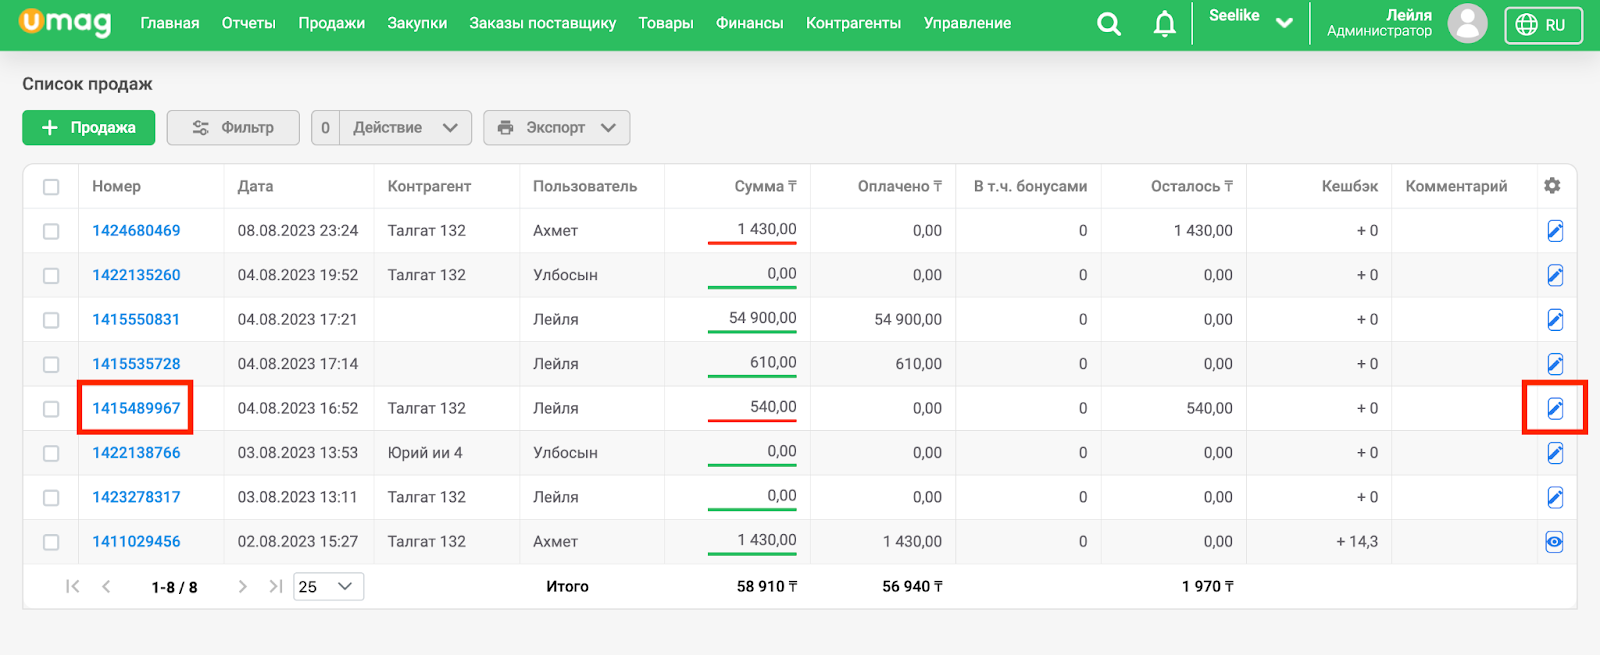 umag Главная Отчеты Продажи Закупки Заказы поставщику Товары Финансы Контрагенты Управление Seelike Лейля Администратор RU
Список продаж
+ Продажа Фильтр 0 Действие Экспорт
Номер Дата Контрагент Пользователь Сумма ₸ Оплачено ₸ В т.ч. бонусами Осталось ₸ Кешбэк Комментарий
1424680469 08.08.2023 23:24 Талгат 132 Ахмет 1 430,00 0,00 0 1 430,00 + 0
1422135260 04.08.2023 19:52 Талгат 132 Улбосын 0,00 0,00 0 0,00 + 0
1415550831 04.08.2023 17:21 Лейля 54 900,00 54 900,00 0 0,00 + 0
1415535728 04.08.2023 17:14 Лейля 610,00 610,00 0 0,00 + 0
1415489967 04.08.2023 16:52 Талгат 132 Лейля 540,00 0,00 0 540,00 + 0
1422138766 03.08.2023 13:53 Юрий ии 4 Улбосын 0,00 0,00 0 0,00 + 0
1423278317 03.08.2023 13:11 Талгат 132 Лейля 0,00 0,00 0 0,00 + 0
1411029456 02.08.2023 15:27 Талгат 132 Ахмет 1 430,00 1 430,00 0 0,00 + 14,3
1-8 / 8 25 Итого 58 910 ₸ 56 940 ₸ 1 970 ₸